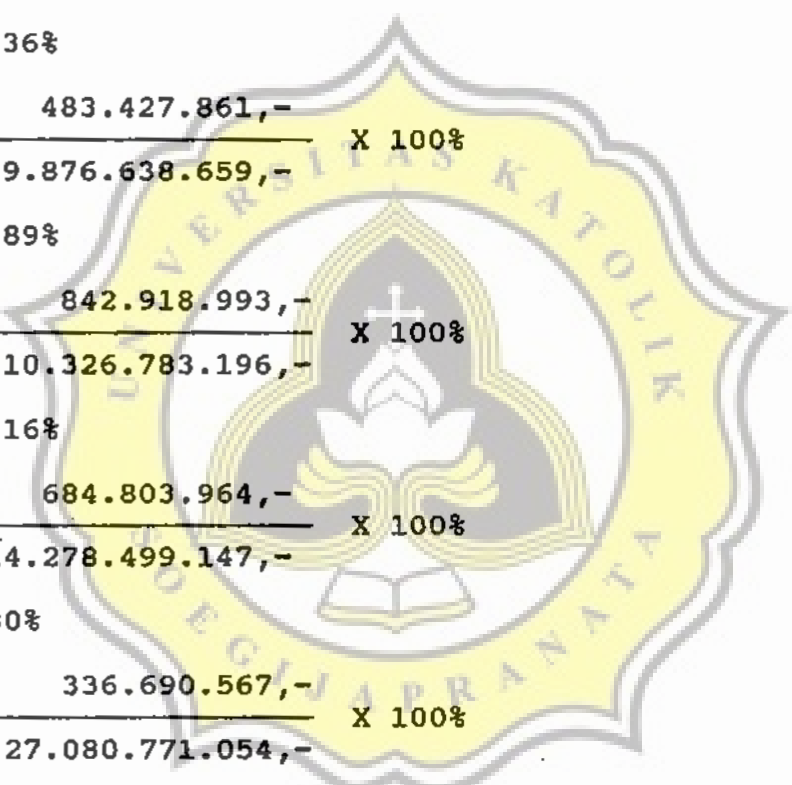 36%
483.427.861,-
X 100%
9.876.638.659,-
89%
842.918.993,-
X 100%
10.326.783.196,-
16%
684.803.964,-
X 100%
4.278.499.147,-
0%
336.690.567,-
X 100%
27.080.771.054,-
UNIVERSITAS KATOLIK
SOEGIJAPRANATA